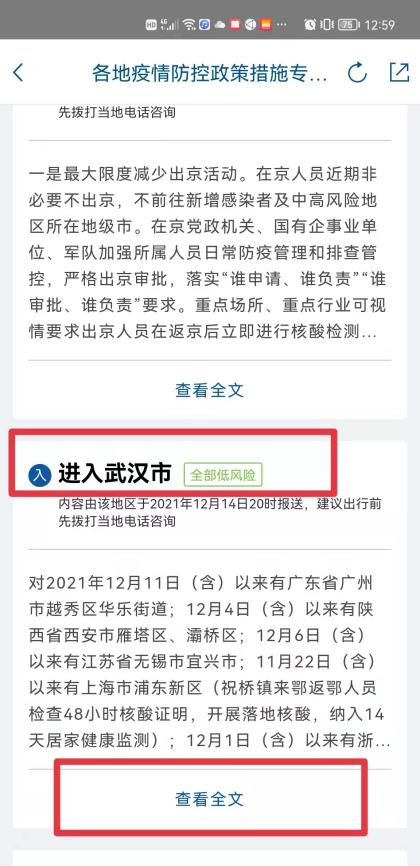 HD 4G 75 12:59
各地疫情防控政策措施专...
先拨打当地电话咨询
一是最大限度减少出京活动。在京人员近期非
必要不出京，不前往新增感染者及中高风险地
区所在地级市。在京党政机关、国有企事业单
位、军队加强所属人员日常防疫管理和排查管
控，严格出京审批，落实“谁申请、谁负责”“谁
审批、谁负责”要求。重点场所、重点行业可视
情要求出京人员在返京后立即进行核酸检测...
查看全文
入 进入武汉市 全部低风险
内容由该地区于2021年12月14日20时报送，建议出行前
先拨打当地电话咨询
对2021年12月11日（含）以来有广东省广州
市越秀区华乐街道；12月4日（含）以来有陕
西省西安市雁塔区、灞桥区；12月6日（含）
以来有江苏省无锡市宜兴市；11月22日（含）
以来有上海市浦东新区（祝桥镇来鄂返鄂人员
检查48小时核酸证明，开展落地核酸，纳入14
天居家健康监测）；12月1日（含）以来有浙...
查看全文